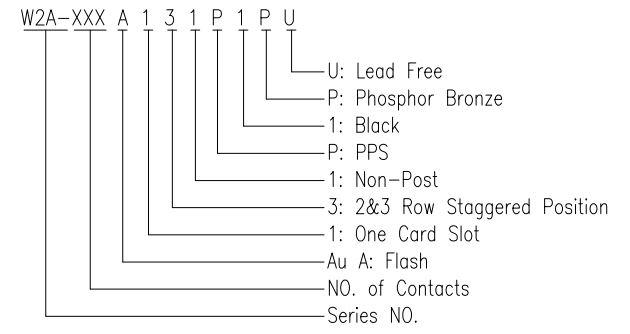 W2A-XXX A 1 3 1 P 1 P U
U: Lead Free
P: Phosphor Bronze
1: Black
P: PPS
1: Non-Post
3: 2&3 Row Staggered Position
1: One Card Slot
Au A: Flash
NO. of Contacts
Series NO.